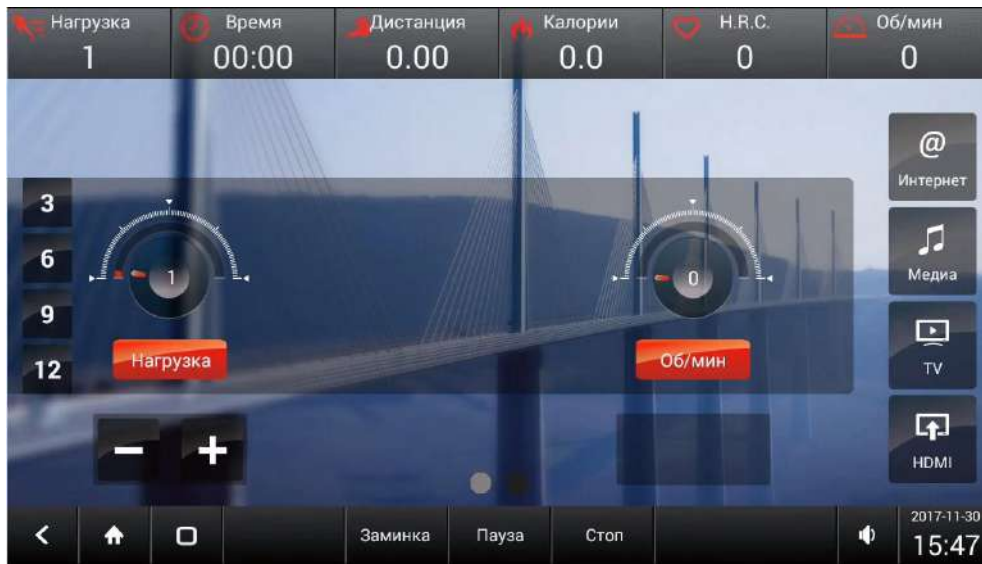 Нагрузка Время Дистанция Калории H.R.C. Об/мин
1 00:00 0.00 0.0 0 0
@
Интернет
3
6
Медиа
1 0
9
12
Нагрузка Об/мин
TV
− +
HDMI
Заминка Пауза Стоп
2017-11-30
15:47